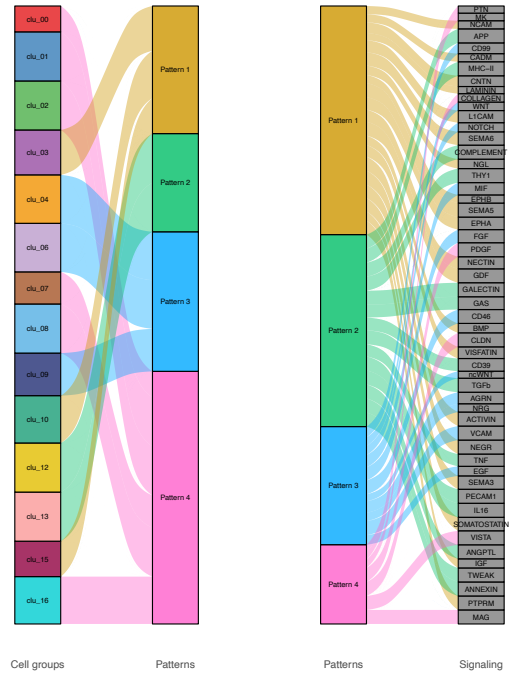 clu_00
clu_01
clu_02
clu_03
clu_04
clu_06
clu_07
clu_08
clu_09
clu_10
clu_12
clu_13
clu_15
clu_16
Pattern 1
Pattern 2
Pattern 3
Pattern 4
Cell groups
Patterns
Pattern 1
Pattern 2
Pattern 3
Pattern 4
PTN
MK
NCAM
APP
CD99
CADM
MHC−II
CNTN
LAMININ
COLLAGEN
WNT
L1CAM
NOTCH
SEMA6
COMPLEMENT
NGL
THY1
MIF
EPHB
SEMA5
EPHA
FGF
PDGF
NECTIN
GDF
GALECTIN
GAS
CD46
BMP
CLDN
VISFATIN
CD39
ncWNT
TGFb
AGRN
NRG
ACTIVIN
VCAM
NEGR
TNF
EGF
SEMA3
PECAM1
IL16
SOMATOSTATIN
VISTA
ANGPTL
IGF
TWEAK
ANNEXIN
PTPRM
MAG
Patterns
Signaling